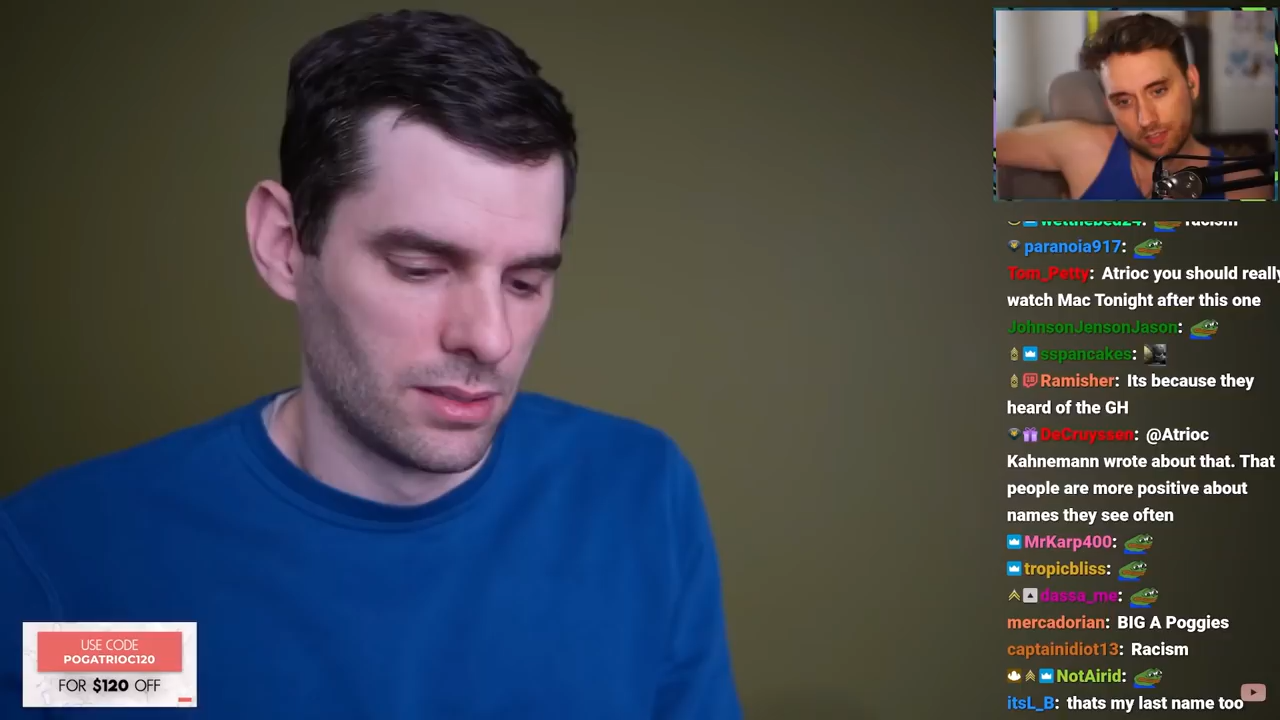 wetthebed24: racism
paranoia917:
Tom_Petty: Atrioc you should really
watch Mac Tonight after this one
JohnsonJensonJason:
sspancakes:
Ramisher: Its because they
heard of the GH
DeCruyssen: @Atrioc
Kahnemann wrote about that. That
people are more positive about
names they see often
MrKarp400:
tropicbliss:
dassa_me:
mercadorian: BIG A Poggies
captainidiot13: Racism
NotAirid:
itsL_B: thats my last name too
USE CODE
POGATRIOC120
FOR $120 OFF